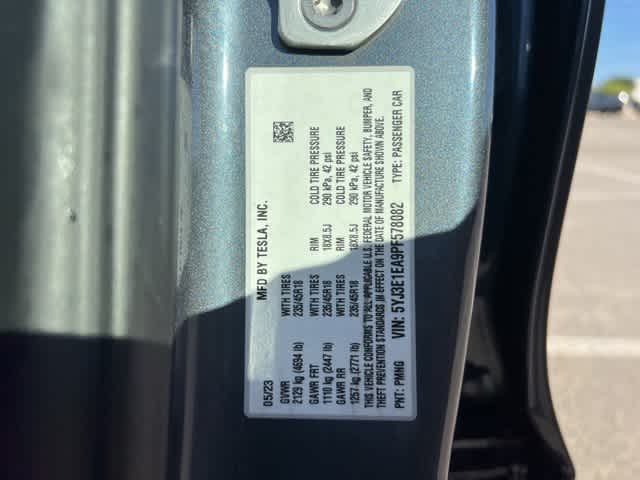 MFD BY TESLA, INC.
05/23
GVWR WITH TIRES RIM COLD TIRE PRESSURE
2129 kg (4694 lb) 235/45R18 18X8.5J 290 kPa, 42 psi
GAWR FRT WITH TIRES RIM COLD TIRE PRESSURE
1110 kg (2447 lb) 235/45R18 18X8.5J 290 kPa, 42 psi
GAWR RR WITH TIRES
1257 kg (2771 lb) 235/45R18
THIS VEHICLE CONFORMS TO ALL APPLICABLE U.S. FEDERAL MOTOR VEHICLE SAFETY, BUMPER, AND
THEFT PREVENTION STANDARDS IN EFFECT ON THE DATE OF MANUFACTURE SHOWN ABOVE.
VIN: 5YJ3E1EA9PF578082 TYPE: PASSENGER CAR
PNT: PMNG